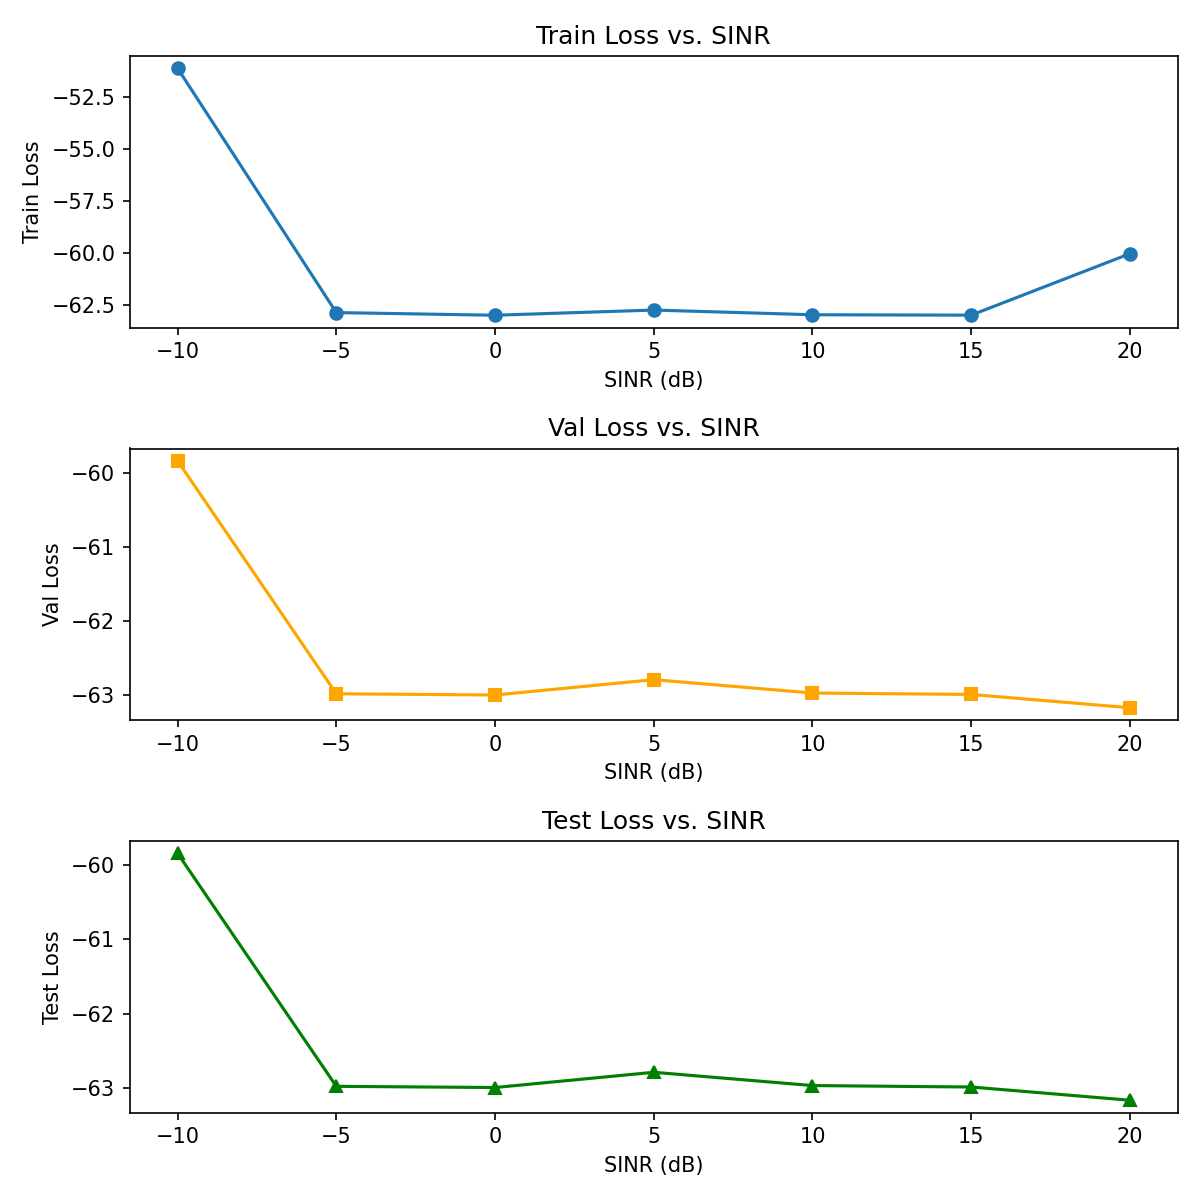 Train Loss vs. SINR
−52.5
−55.0
−57.5
−60.0
−62.5
Train Loss
−10 −5 0 5 10 15 20
SINR (dB)
Val Loss vs. SINR
−60
−61
−62
−63
Val Loss
−10 −5 0 5 10 15 20
SINR (dB)
Test Loss vs. SINR
−60
−61
−62
−63
Test Loss
−10 −5 0 5 10 15 20
SINR (dB)